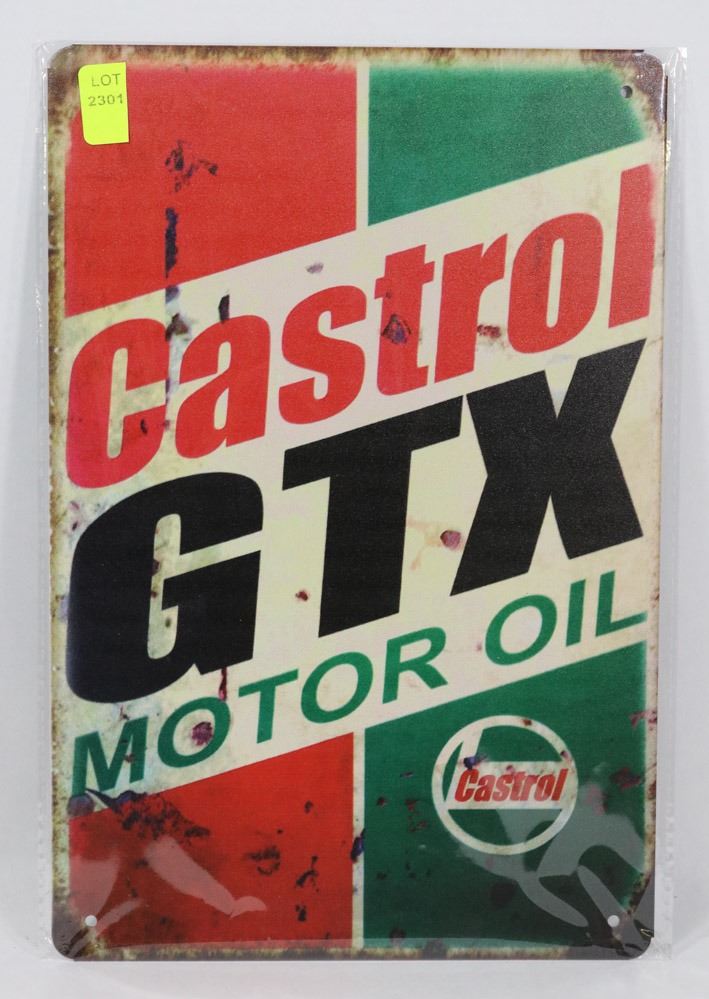 LOT
2301
Castrol
GTX
MOTOR OIL
Castrol